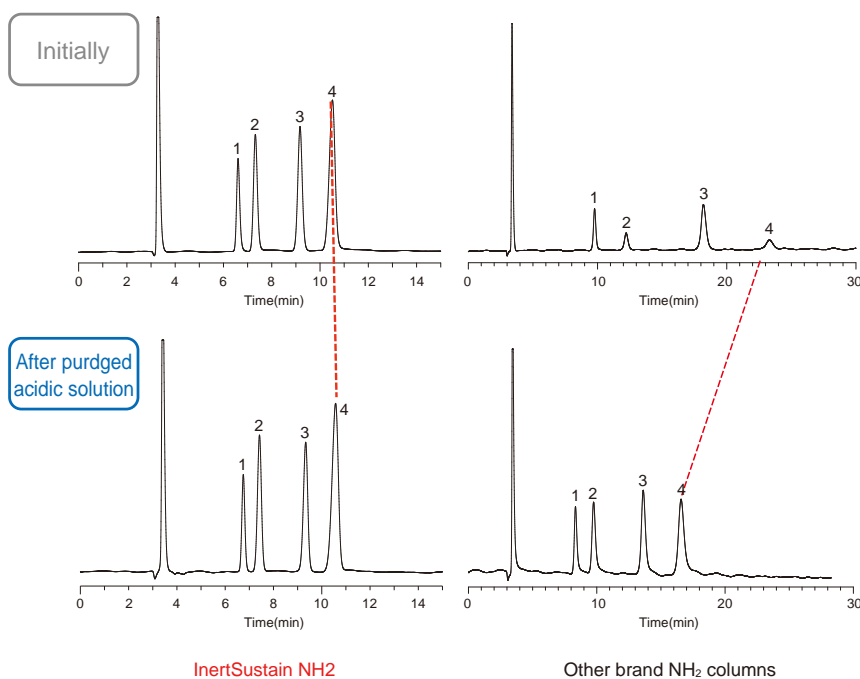 Initially
1
2
3
4
0 2 4 6 8 10 12 14
Time(min)
1
2
3
4
0 10 20 30
Time(min)
After purdged
acidic solution
1
2
3
4
0 2 4 6 8 10 12 14
Time(min)
1
2
3
4
0 10 20 30
Time(min)
InertSustain NH2
Other brand NH₂ columns